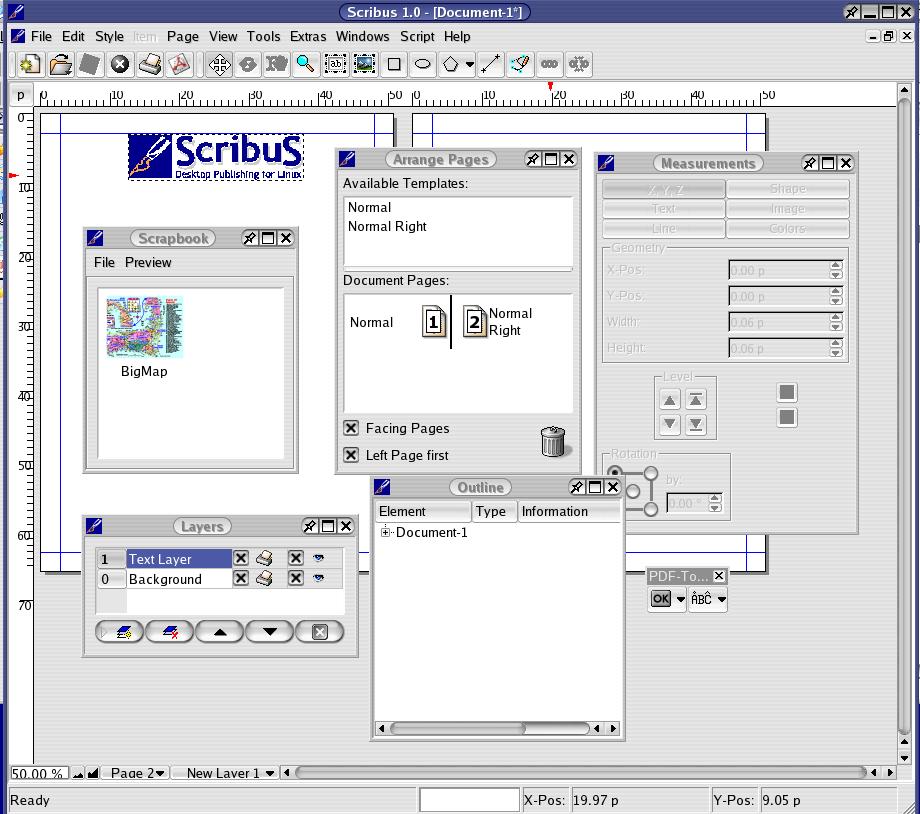 Scribus 1.0 - [Document-1*]
File Edit Style Item Page View Tools Extras Windows Script Help
p 0 10 20 30 40 50 0 10 20 30 40 50
0
10
20
30
40
50
60
70
ScribuS
Desktop Publishing for Linux
Scrapbook
File Preview
BigMap
Arrange Pages
Available Templates:
Normal
Normal Right
Document Pages:
Normal 1 2 Normal
Right
Facing Pages
Left Page first
Measurements
X, Y, Z Shape
Text Image
Line Colors
Geometry
X-Pos: 0.00 p
Y-Pos: 0.00 p
Width: 0.06 p
Height: 0.06 p
Level
Rotation
by:
0.00 °
Layers
1 Text Layer
0 Background
Outline
Element Type Information
Document-1
PDF-To...
OK ÅBĈ
50.00 % Page 2 New Layer 1
Ready X-Pos: 19.97 p Y-Pos: 9.05 p